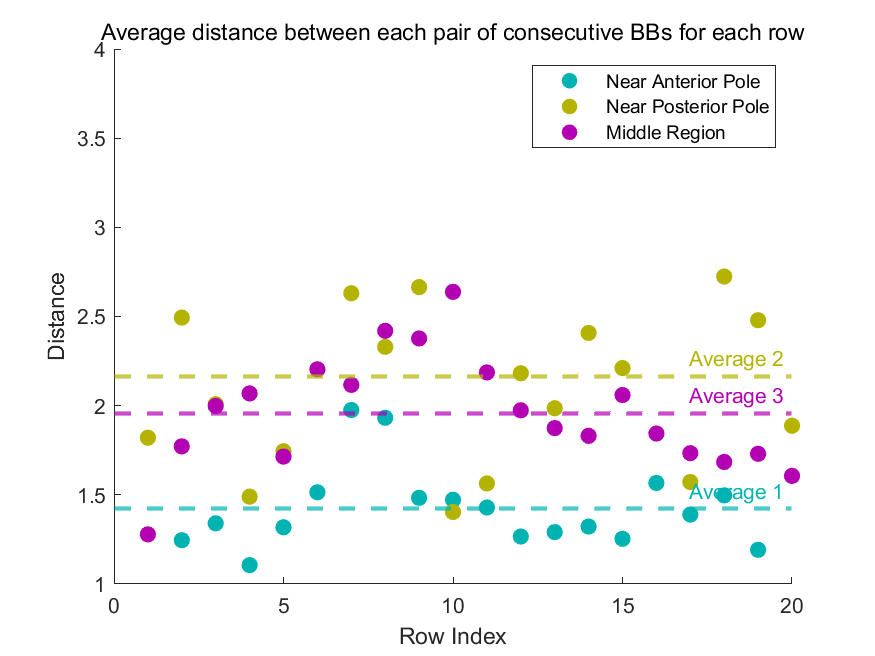 Average distance between each pair of consecutive BBs for each row
4
3.5
3
2.5
2
1.5
1
Distance
Near Anterior Pole
Near Posterior Pole
Middle Region
Average 2
Average 3
Average 1
0
5
10
15
20
Row Index